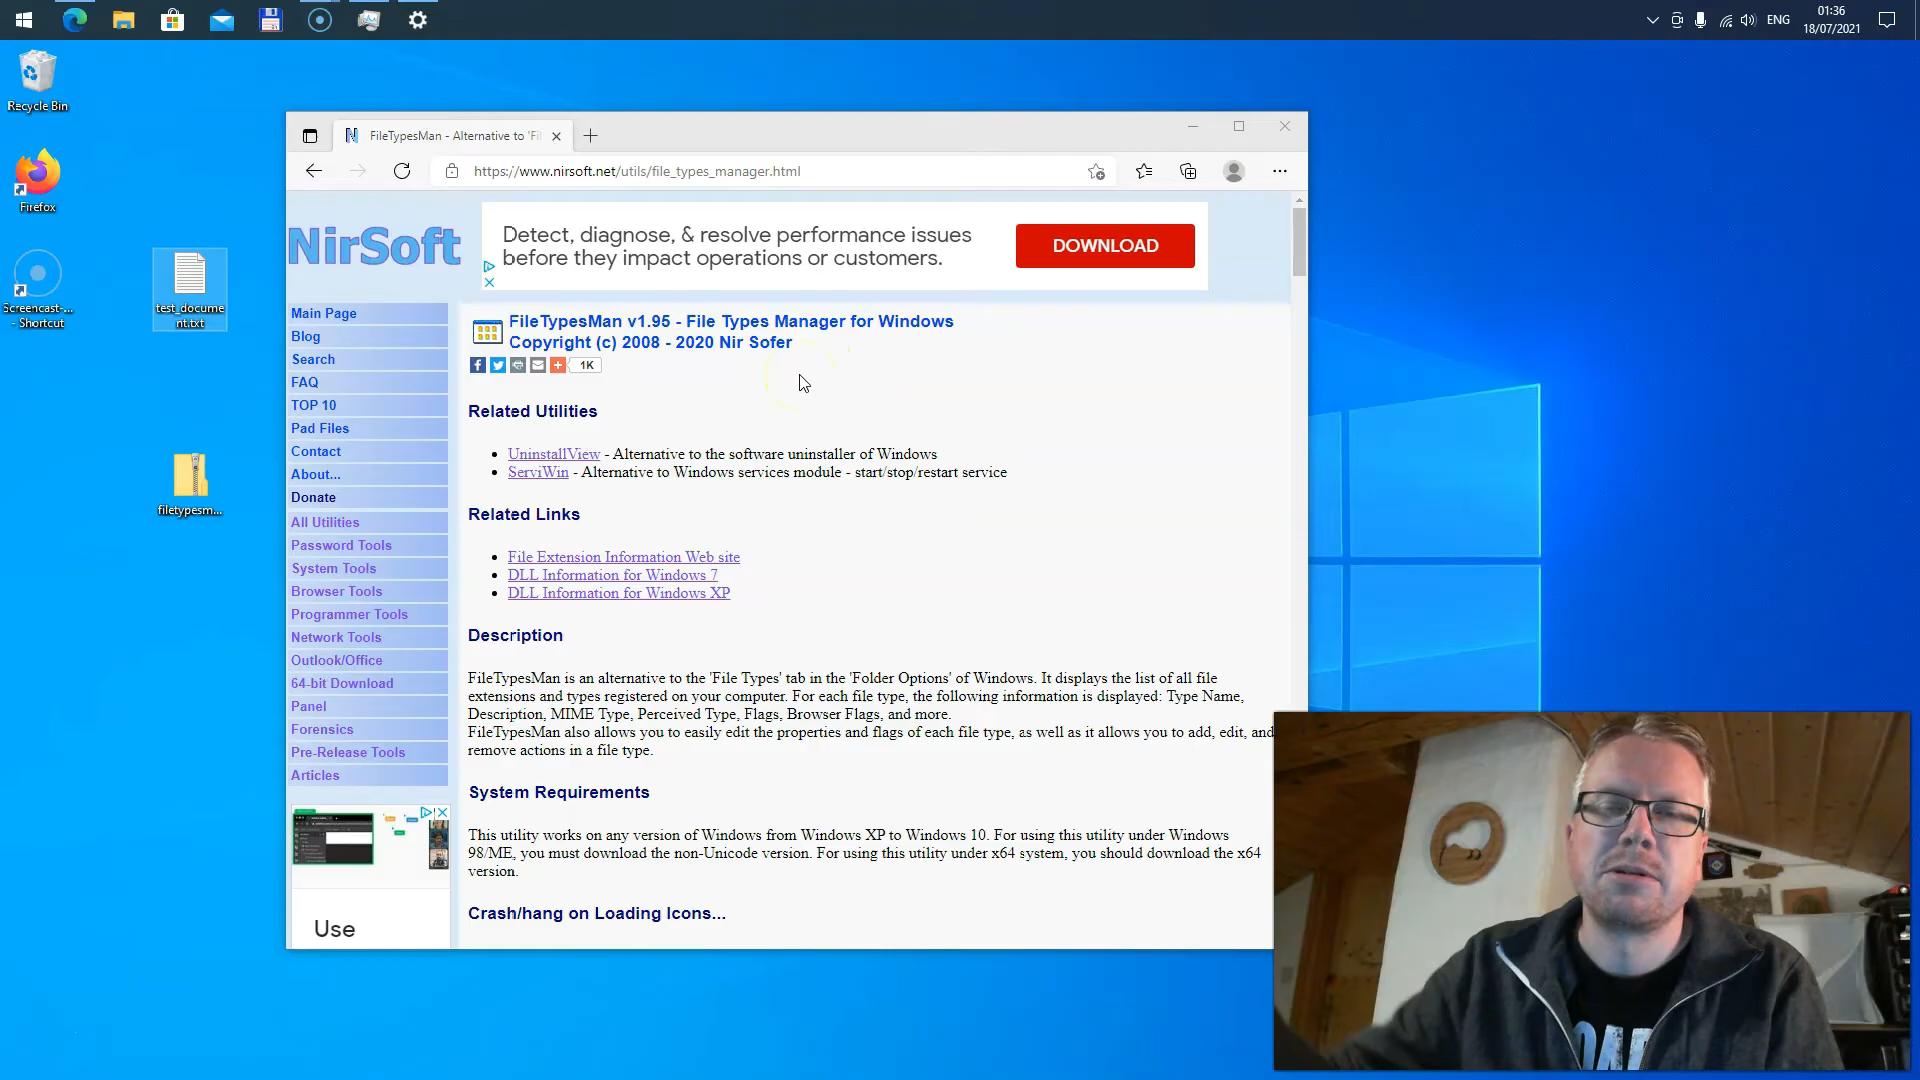 01:36
ENG
18/07/2021
Recycle Bin
Firefox
Screencast-...
- Shortcut
test_docume
nt.txt
filetypesm...
FileTypesMan - Alternative to 'Fil
https://www.nirsoft.net/utils/file_types_manager.html
NirSoft
Detect, diagnose, & resolve performance issues
before they impact operations or customers.
DOWNLOAD
Main Page
Blog
Search
FAQ
TOP 10
Pad Files
Contact
About...
Donate
All Utilities
Password Tools
System Tools
Browser Tools
Programmer Tools
Network Tools
Outlook/Office
64-bit Download
Panel
Forensics
Pre-Release Tools
Articles
Use
FileTypesMan v1.95 - File Types Manager for Windows
Copyright (c) 2008 - 2020 Nir Sofer
1K
Related Utilities
UninstallView - Alternative to the software uninstaller of Windows
ServiWin - Alternative to Windows services module - start/stop/restart service
Related Links
File Extension Information Web site
DLL Information for Windows 7
DLL Information for Windows XP
Description
FileTypesMan is an alternative to the 'File Types' tab in the 'Folder Options' of Windows. It displays the list of all file
extensions and types registered on your computer. For each file type, the following information is displayed: Type Name,
Description, MIME Type, Perceived Type, Flags, Browser Flags, and more.
FileTypesMan also allows you to easily edit the properties and flags of each file type, as well as it allows you to add, edit, and
remove actions in a file type.
System Requirements
This utility works on any version of Windows from Windows XP to Windows 10. For using this utility under Windows
98/ME, you must download the non-Unicode version. For using this utility under x64 system, you should download the x64
version.
Crash/hang on Loading Icons...